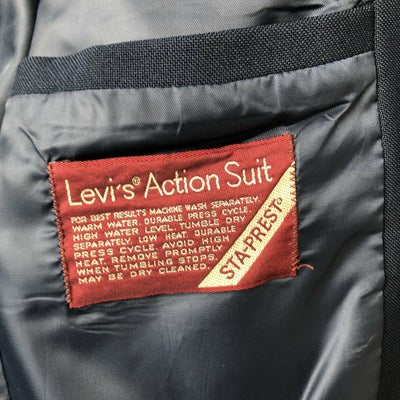 Levi's® Action Suit
FOR BEST RESULTS MACHINE WASH SEPARATELY.
WARM WATER. DURABLE PRESS CYCLE.
HIGH WATER LEVEL. TUMBLE DRY
SEPARATELY. LOW HEAT. DURABLE
PRESS CYCLE. AVOID HIGH
HEAT. REMOVE PROMPTLY
WHEN TUMBLING STOPS.
MAY BE DRY CLEANED.
STA-PREST®